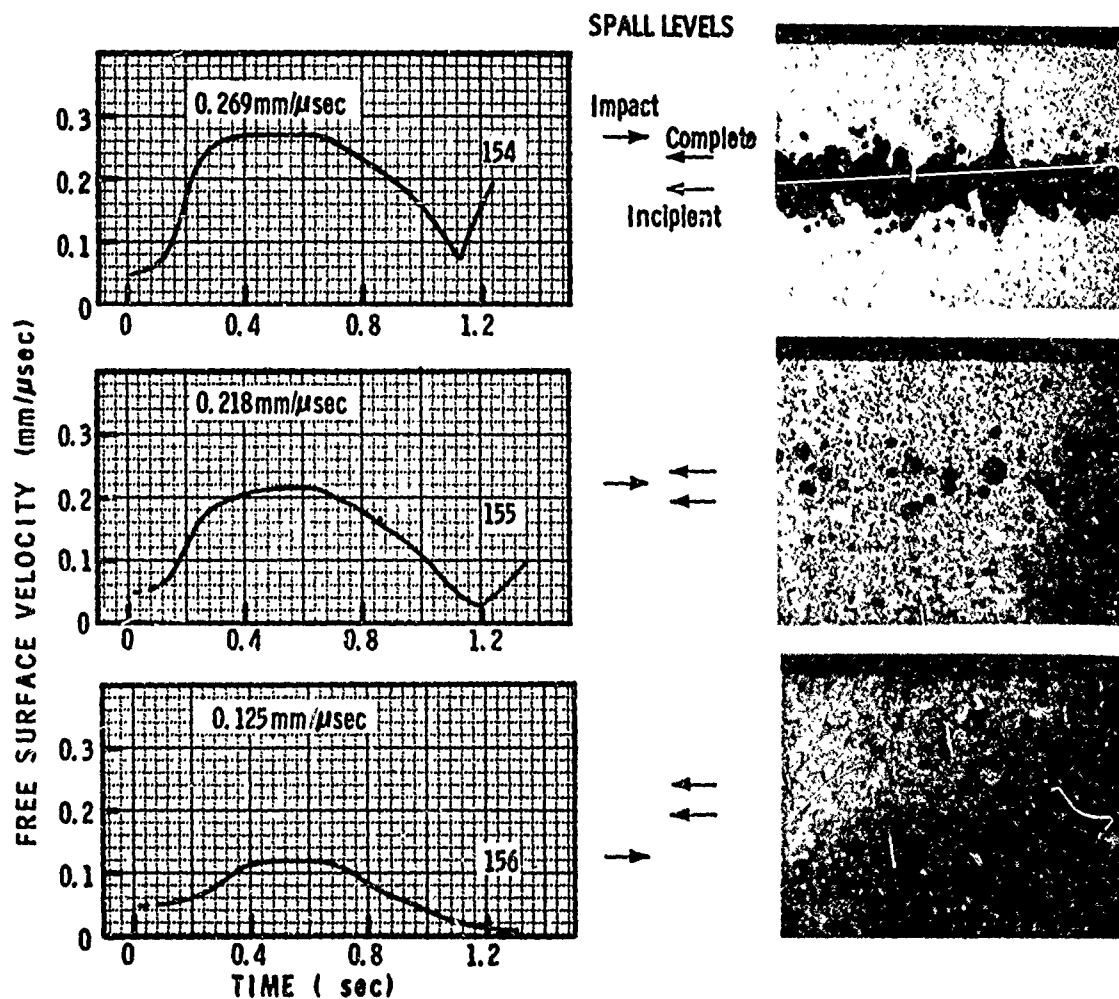 SPALL LEVELS
FREE SURFACE VELOCITY (mm/μsec)
0.269mm/μsec
154
0.3
0.2
0.1
0
0 0.4 0.8 1.2
Impact
Complete
Incipient
0.218mm/μsec
155
0.3
0.2
0.1
0
0 0.4 0.8 1.2
0.125mm/μsec
156
0.3
0.2
0.1
0
0 0.4 0.8 1.2
TIME ( sec)